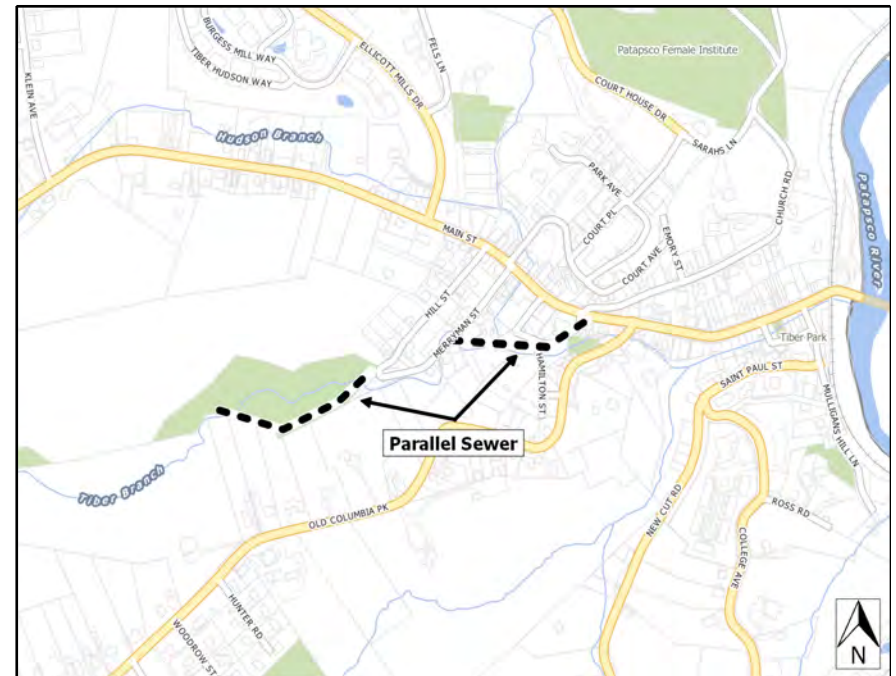 BURGESS MILL WAY
TIBER HUDSON WAY
KLEIN AVE
ELLICOTT MILLS DR
FELS LN
Patapsco Female Institute
COURT HOUSE DR
SARAHS LN
Hudson Branch
PARK AVE
CHURCH RD
Patapsco River
COURT PL
EMORY ST
MAIN ST
COURT AVE
HILL ST
MERRYMAN ST
Tiber Park
HAMILTON ST
SAINT PAUL ST
MULLIGANS HILL LN
Parallel Sewer
Tiber Branch
OLD COLUMBIA PK
NEW CUT RD
ROSS RD
COLLEGE AVE
HUNTER RD
WOODROW ST
N